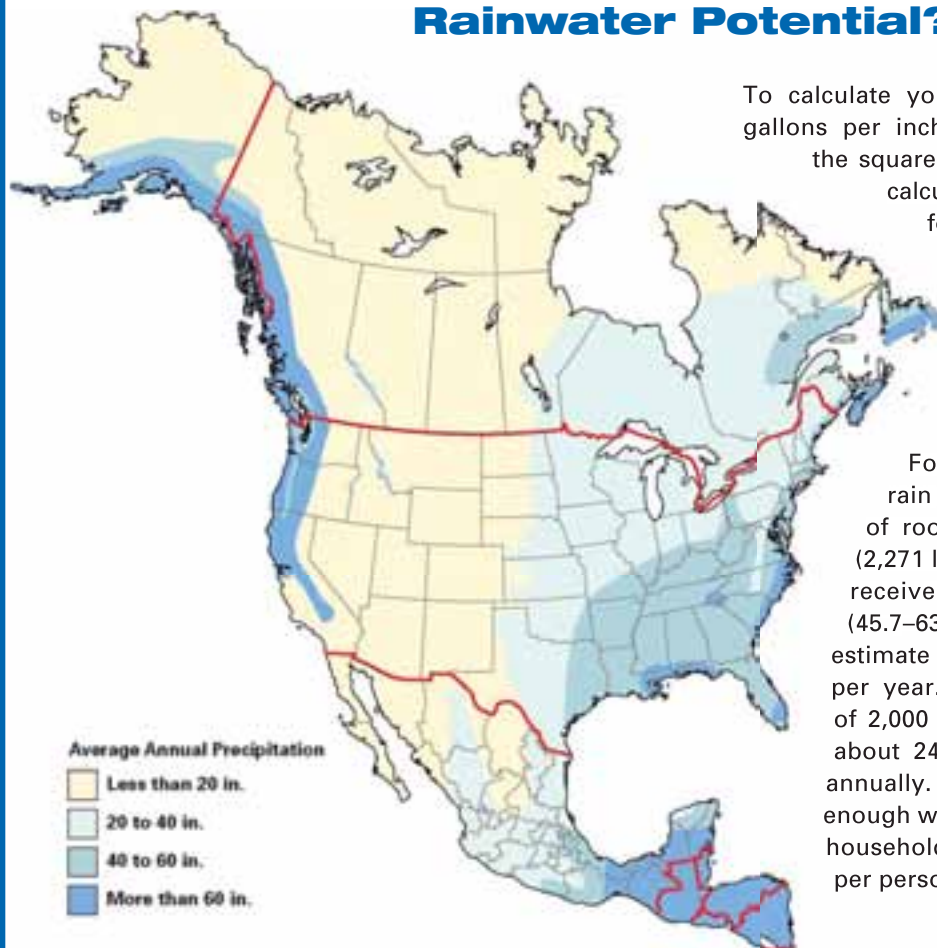 Rainwater Potential?
To calculate yo
gallons per inch
the square
calcu
f
Fo
rain
of roo
(2,271 l
receive
(45.7–63
estimate
per year.
of 2,000
about 24
annually.
enough w
household
per perso
Average Annual Precipitation
Less than 20 in.
20 to 40 in.
40 to 60 in.
More than 60 in.